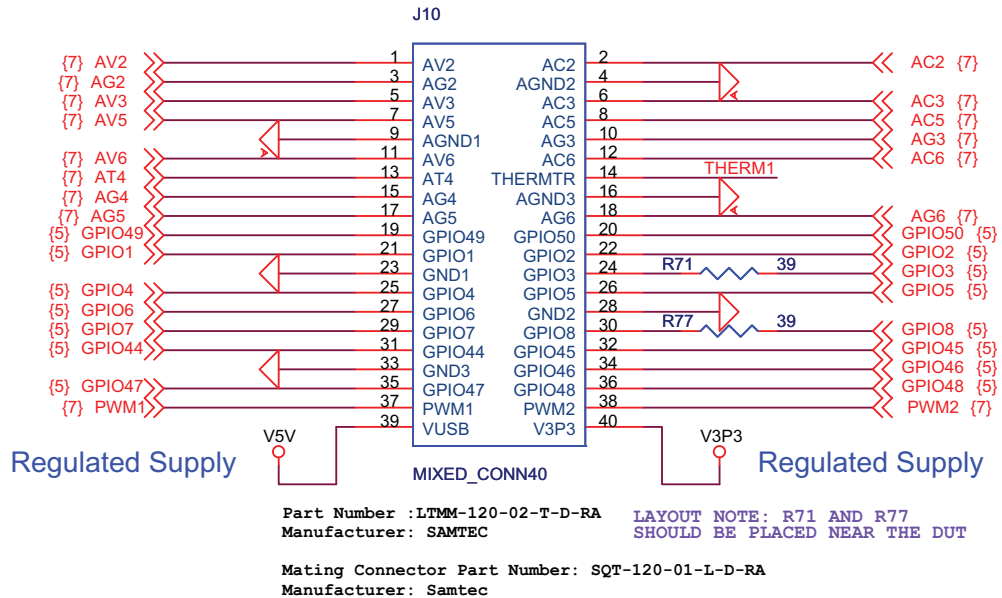 J10
{7} AV2 1 AV2 AC2 2 AC2 {7}
{7} AG2 3 AG2 AGND2 4
{7} AV3 5 AV3 AC3 6 AC3 {7}
{7} AV5 7 AV5 AC5 8 AC5 {7}
9 AGND1 AG3 10 AG3 {7}
{7} AV6 11 AV6 AC6 12 AC6 {7}
{7} AT4 13 AT4 THERMTR 14 THERM1
{7} AG4 15 AG4 AGND3 16
{7} AG5 17 AG5 AG6 18 AG6 {7}
{5} GPIO49 19 GPIO49 GPIO50 20 GPIO50 {5}
{5} GPIO1 21 GPIO1 GPIO2 22 GPIO2 {5}
23 GND1 GPIO3 24 R71 39 GPIO3 {5}
{5} GPIO4 25 GPIO4 GPIO5 26 GPIO5 {5}
{5} GPIO6 27 GPIO6 GND2 28
{5} GPIO7 29 GPIO7 GPIO8 30 R77 39 GPIO8 {5}
{5} GPIO44 31 GPIO44 GPIO45 32 GPIO45 {5}
33 GND3 GPIO46 34 GPIO46 {5}
{5} GPIO47 35 GPIO47 GPIO48 36 GPIO48 {5}
{7} PWM1 37 PWM1 PWM2 38 PWM2 {7}
39 VUSB V3P3 40
V5V V3P3
Regulated Supply Regulated Supply
MIXED_CONN40
Part Number :LTMM-120-02-T-D-RA
Manufacturer: SAMTEC
LAYOUT NOTE: R71 AND R77
SHOULD BE PLACED NEAR THE DUT
Mating Connector Part Number: SQT-120-01-L-D-RA
Manufacturer: Samtec
A
A
A